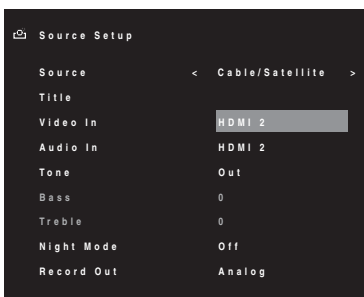 Source Setup
Source < Cable/Satellite >
Title
Video In HDMI 2
Audio In HDMI 2
Tone Out
Bass 0
Treble 0
Night Mode Off
Record Out Analog